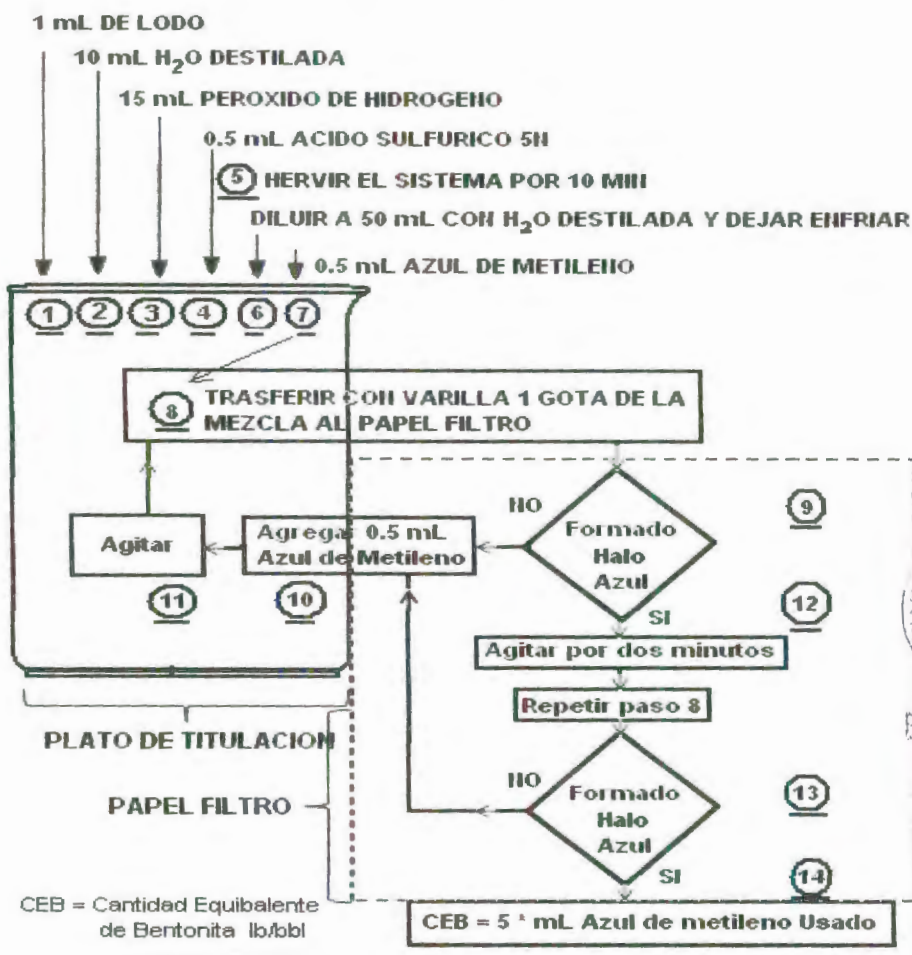 1 mL DE LODO
10 mL H₂O DESTILADA
15 mL PEROXIDO DE HIDROGENO
0.5 mL ACIDO SULFURICO 5N
5 HERVIR EL SISTEMA POR 10 MIN
DILUIR A 50 mL CON H₂O DESTILADA Y DEJAR ENFRIAR
0.5 mL AZUL DE METILENO
1 2 3 4 6 7
8 TRASFERIR CON VARILLA 1 GOTA DE LA
MEZCLA AL PAPEL FILTRO
NO
Formado
Halo
Azul
9
Agitar
Agregar 0.5 mL
Azul de Metileno
11
10
SI
12
Agitar por dos minutos
Repetir paso 8
PLATO DE TITULACION
NO
Formado
Halo
Azul
13
PAPEL FILTRO
SI
14
CEB = Cantidad Equibalente
de Bentonita lb/bbl
CEB = 5 * mL Azul de metileno Usado